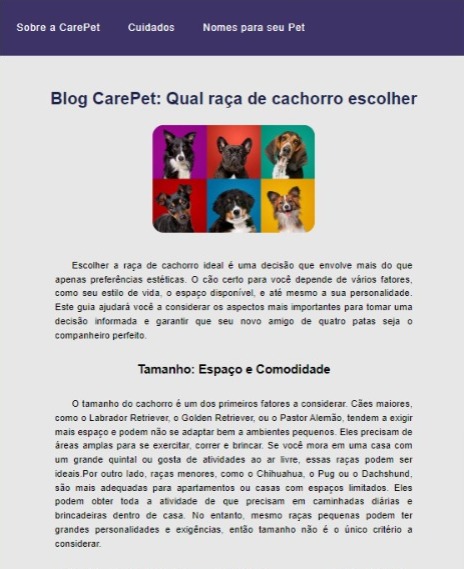 Sobre a CarePet Cuidados Nomes para seu Pet
Blog CarePet: Qual raça de cachorro escolher
Escolher a raça de cachorro ideal é uma decisão que envolve mais do que
apenas preferências estéticas. O cão certo para você depende de vários fatores,
como seu estilo de vida, o espaço disponível, e até mesmo a sua personalidade.
Este guia ajudará você a considerar os aspectos mais importantes para tomar uma
decisão informada e garantir que seu novo amigo de quatro patas seja o
companheiro perfeito.
Tamanho: Espaço e Comodidade
O tamanho do cachorro é um dos primeiros fatores a considerar. Cães maiores,
como o Labrador Retriever, o Golden Retriever, ou o Pastor Alemão, tendem a exigir
mais espaço e podem não se adaptar bem a ambientes pequenos. Eles precisam de
áreas amplas para se exercitar, correr e brincar. Se você mora em uma casa com
um grande quintal ou gosta de atividades ao ar livre, essas raças podem ser
ideais.Por outro lado, raças menores, como o Chihuahua, o Pug ou o Dachshund,
são mais adequadas para apartamentos ou casas com espaços limitados. Eles
podem obter toda a atividade de que precisam em caminhadas diárias e
brincadeiras dentro de casa. No entanto, mesmo raças pequenas podem ter
grandes personalidades e exigências, então tamanho não é o único critério a
considerar.